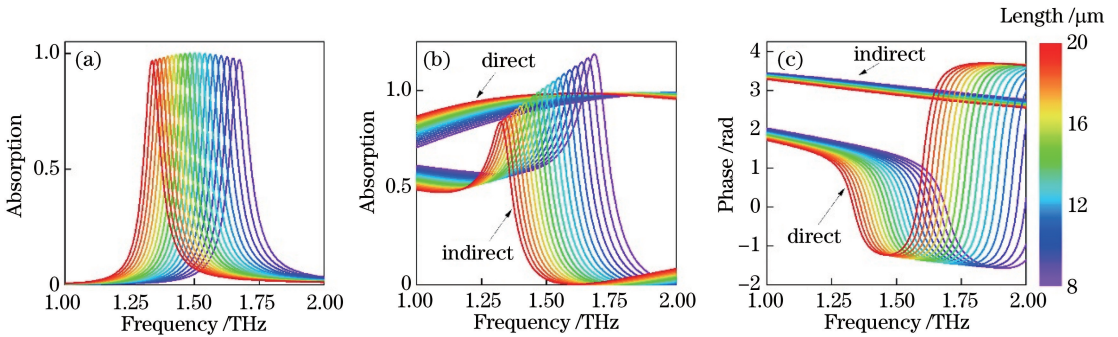 Length /μm
(a)
1.0
0.5
0
Absorption
1.00 1.25 1.50 1.75 2.00
Frequency /THz
(b)
direct
indirect
1.0
0.5
0
Absorption
1.00 1.25 1.50 1.75 2.00
Frequency /THz
(c)
indirect
direct
4
3
2
1
0
−1
−2
Phase /rad
1.00 1.25 1.50 1.75 2.00
Frequency /THz
20
16
12
8